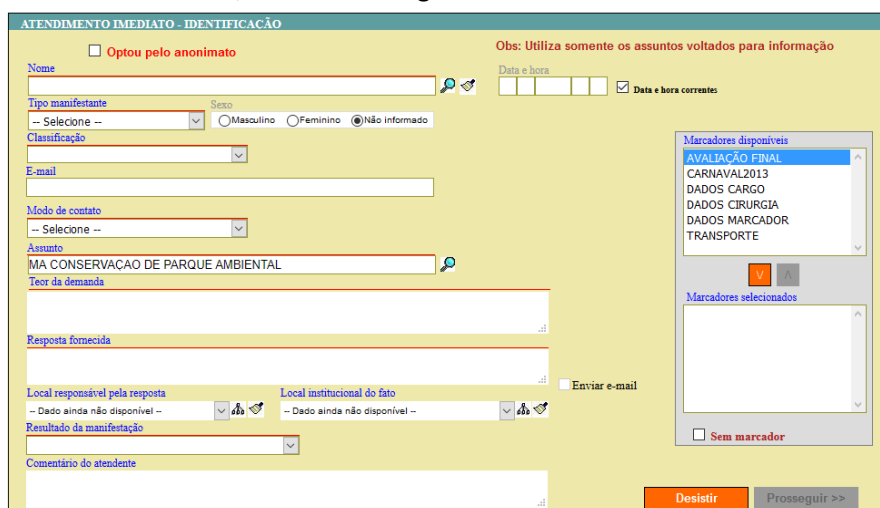 ATENDIMENTO IMEDIATO - IDENTIFICAÇÃO
Optou pelo anonimato
Obs: Utiliza somente os assuntos voltados para informação
Nome
Data e hora
Data e hora correntes
Tipo manifestante
Sexo
-- Selecione --
Masculino Feminino Não informado
Classificação
E-mail
Modo de contato
-- Selecione --
Assunto
MA CONSERVAÇAO DE PARQUE AMBIENTAL
Teor da demanda
Resposta fornecida
Enviar e-mail
Local responsável pela resposta
Local institucional do fato
-- Dado ainda não disponível --
-- Dado ainda não disponível --
Resultado da manifestação
Comentário do atendente
Marcadores disponíveis
AVALIAÇÃO FINAL
CARNAVAL2013
DADOS CARGO
DADOS CIRURGIA
DADOS MARCADOR
TRANSPORTE
V
Λ
Marcadores selecionados
Sem marcador
Desistir
Prosseguir >>